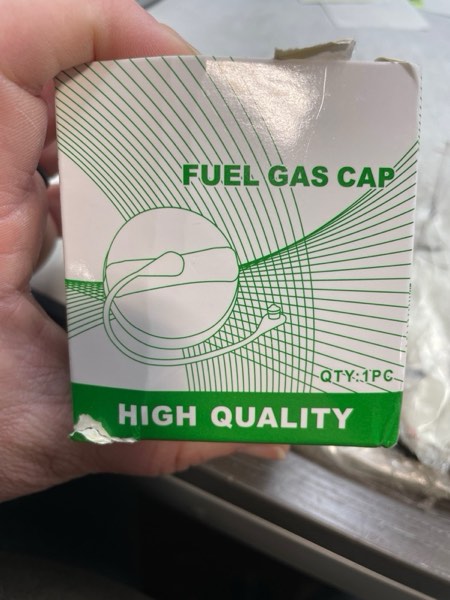 FUEL GAS CAP
QTY:1PC
HIGH QUALITY